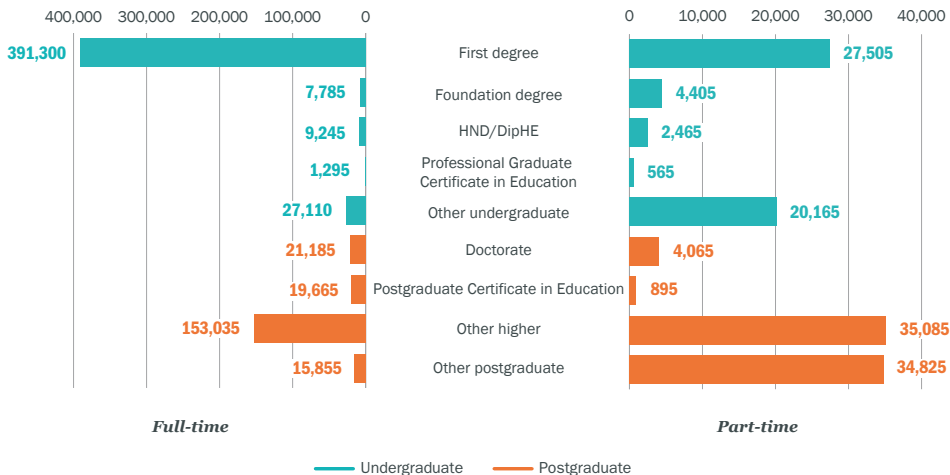 400,000 300,000 200,000 100,000 0 0 10,000 20,000 30,000 40,000
391,300 First degree 27,505
7,785 Foundation degree 4,405
9,245 HND/DipHE 2,465
1,295 Professional Graduate
Certificate in Education 565
27,110 Other undergraduate 20,165
21,185 Doctorate 4,065
19,665 Postgraduate Certificate in Education 895
153,035 Other higher 35,085
15,855 Other postgraduate 34,825
Full-time Part-time
Undergraduate Postgraduate